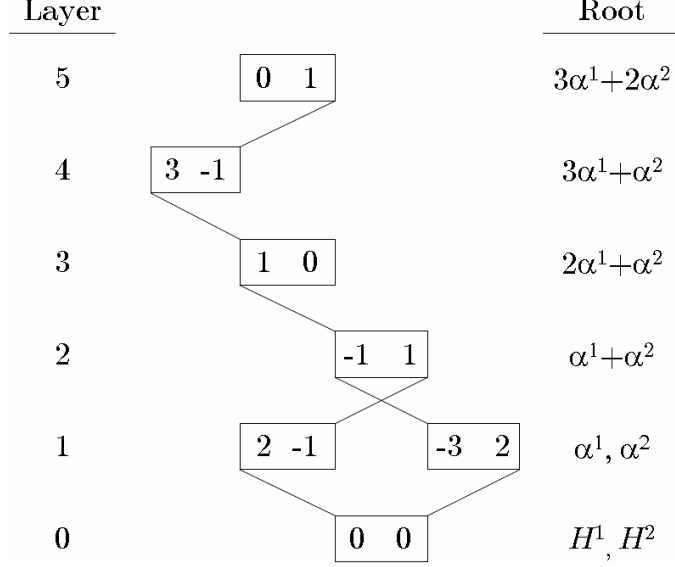 Layer Root
5 0 1 3α¹+2α²
4 3 -1 3α¹+α²
3 1 0 2α¹+α²
2 -1 1 α¹+α²
1 2 -1 -3 2 α¹, α²
0 0 0 H¹, H²